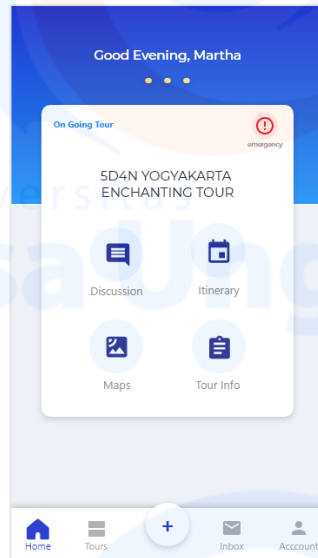 Good Evening, Martha
On Going Tour
emergency
5D4N YOGYAKARTA
ENCHANTING TOUR
Discussion
Itinerary
Maps
Tour Info
+
Home
Tours
Inbox
Acccount